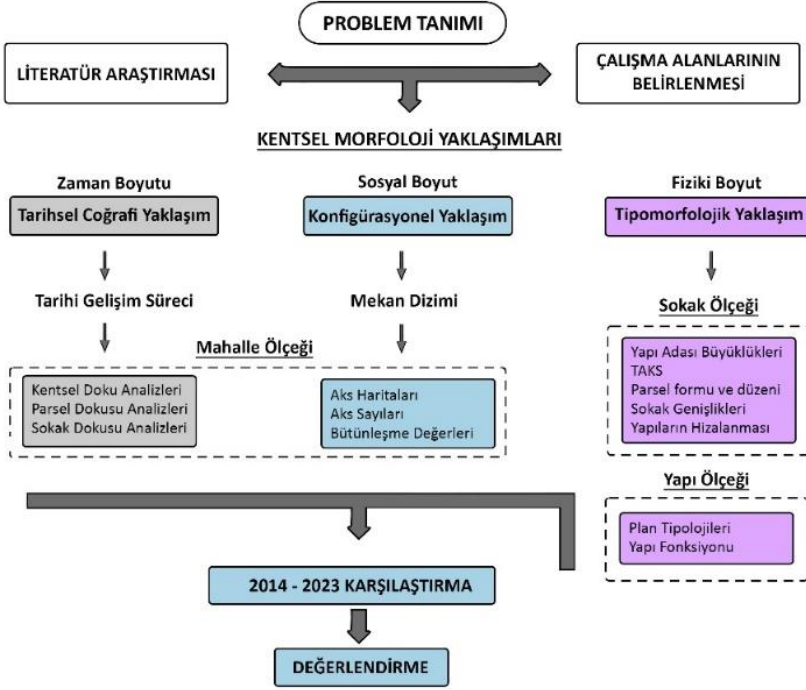 PROBLEM TANIMI
LİTERATÜR ARAŞTIRMASI
ÇALIŞMA ALANLARININ
BELİRLENMESİ
KENTSEL MORFOLOJİ YAKLAŞIMLARI
Zaman Boyutu
Tarihsel Coğrafi Yaklaşım
Tarihi Gelişim Süreci
Sosyal Boyut
Konfigürasyonel Yaklaşım
Mekan Dizimi
Mahalle Ölçeği
Kentsel Doku Analizleri
Parsel Dokusu Analizleri
Sokak Dokusu Analizleri
Aks Haritaları
Aks Sayıları
Bütünleşme Değerleri
Fiziki Boyut
Tipomorfolojik Yaklaşım
Sokak Ölçeği
Yapı Adası Büyüklükleri
TAKS
Parsel formu ve düzeni
Sokak Genişlikleri
Yapıların Hizalanması
Yapı Ölçeği
Plan Tipolojileri
Yapı Fonksiyonu
2014 - 2023 KARŞILAŞTIRMA
DEĞERLENDİRME